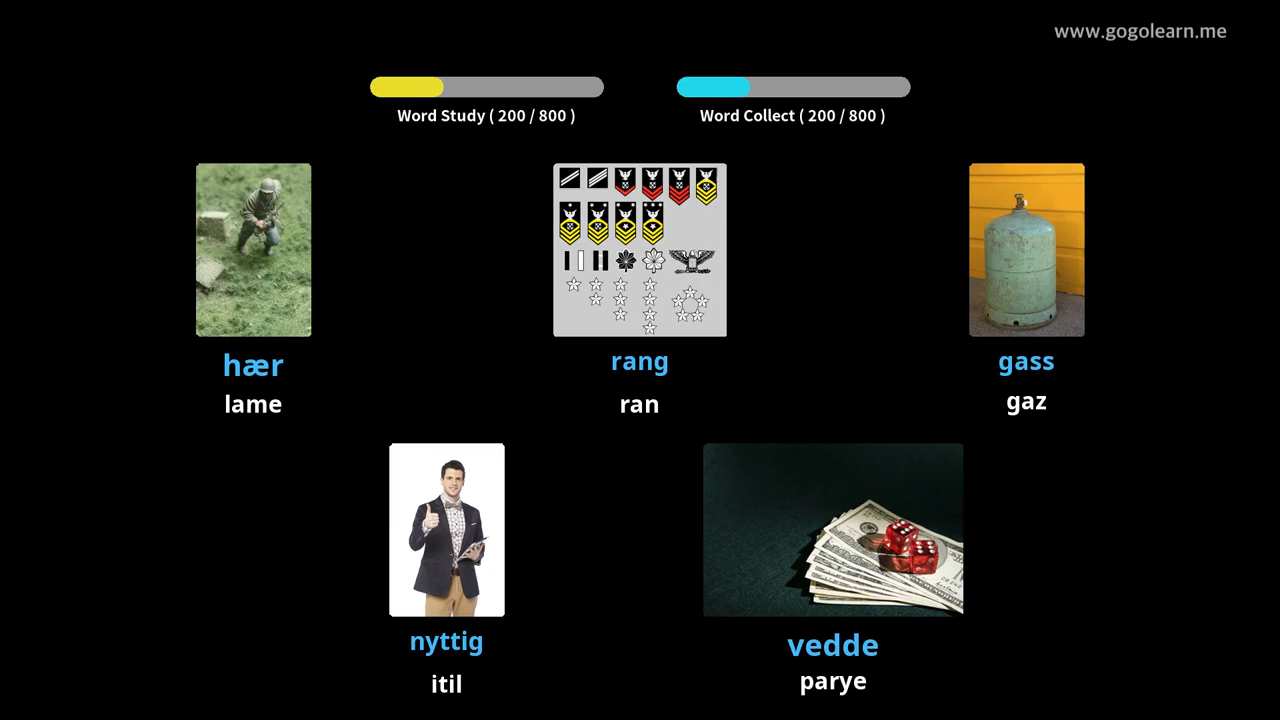 www.gogolearn.me
Word Study ( 200 / 800 )
Word Collect ( 200 / 800 )
hær
lame
rang
ran
gass
gaz
nyttig
itil
vedde
parye